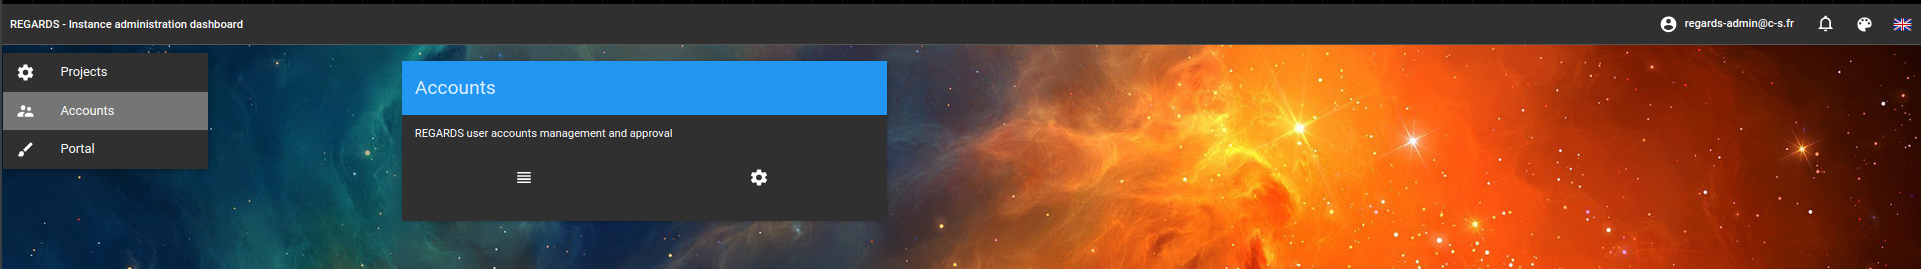 REGARDS - Instance administration dashboard
regards-admin@c-s.fr
Projects
Accounts
Portal
Accounts
REGARDS user accounts management and approval